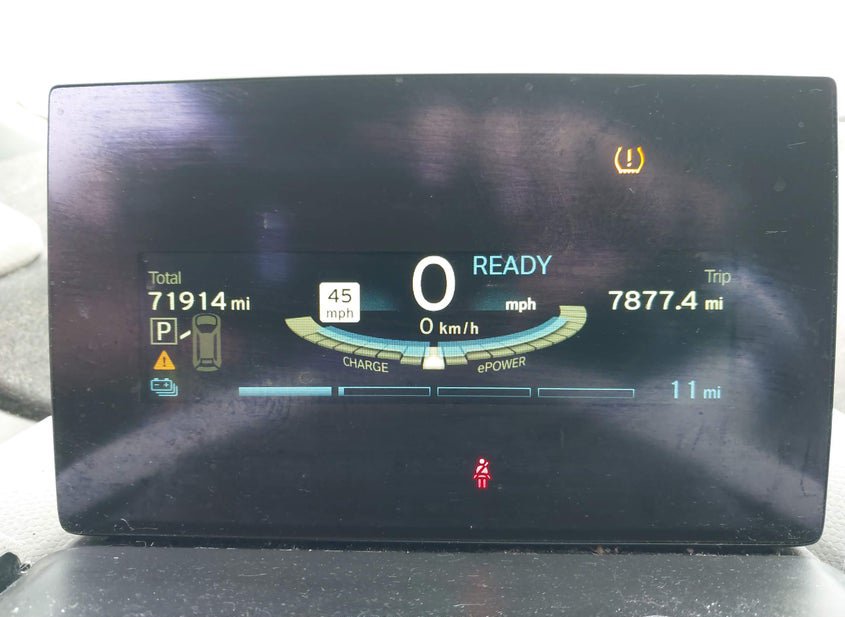 READY
Total
71914 mi
45
mph
0
mph
Trip
7877.4 mi
P
0 km/h
CHARGE
ePOWER
11 mi